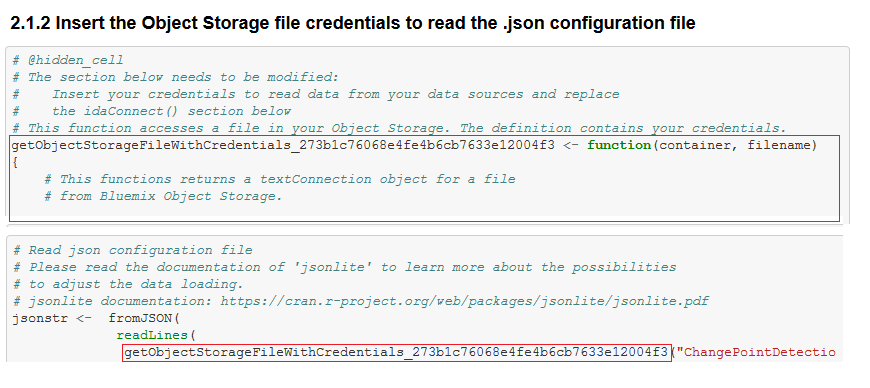 2.1.2 Insert the Object Storage file credentials to read the .json configuration file
# @hidden_cell
# The section below needs to be modified:
#    Insert your credentials to read data from your data sources and replace
#    the idaConnect() section below
# This function accesses a file in your Object Storage. The definition contains your credentials.
getObjectStorageFileWithCredentials_273b1c76068e4fe4b6cb7633e12004f3 <- function(container, filename)
{
    # This functions returns a textConnection object for a file
    # from Bluemix Object Storage.
# Read json configuration file
# Please read the documentation of 'jsonlite' to learn more about the possibilities
# to adjust the data loading.
# jsonlite documentation: https://cran.r-project.org/web/packages/jsonlite/jsonlite.pdf
jsonstr <-  fromJSON(
             readLines(
              getObjectStorageFileWithCredentials_273b1c76068e4fe4b6cb7633e12004f3("ChangePointDetectio